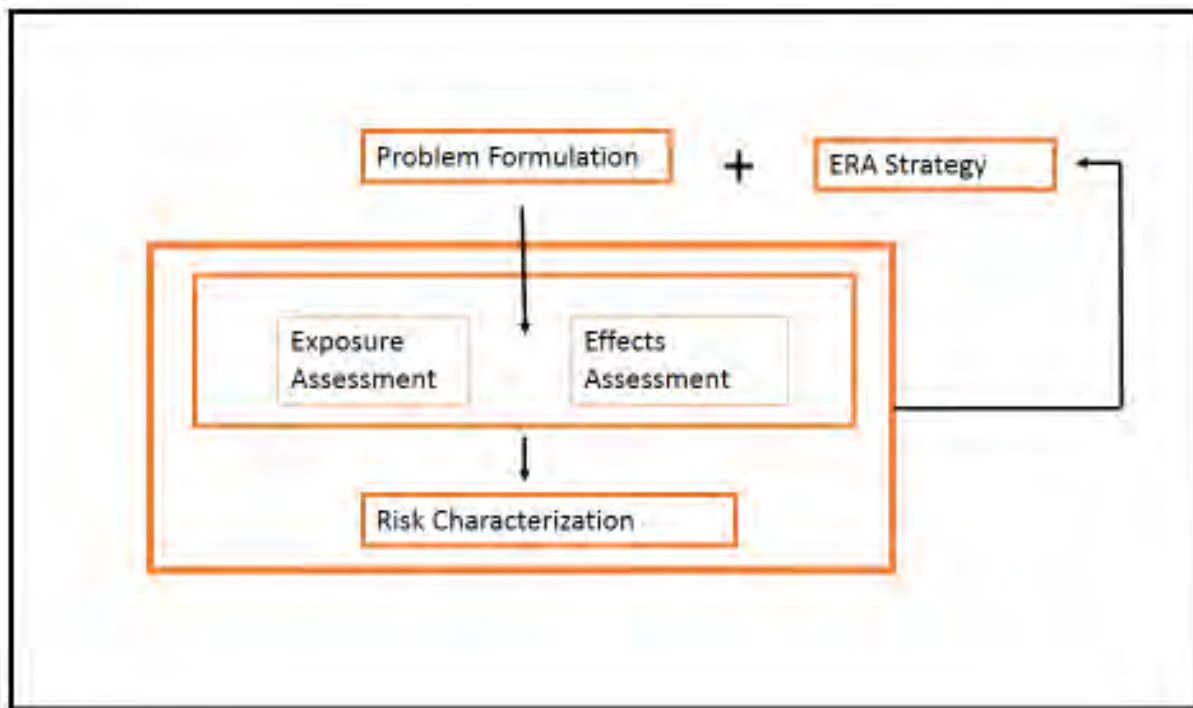 Problem Formulation
+
ERA Strategy
Exposure
Assessment
Effects
Assessment
Risk Characterization